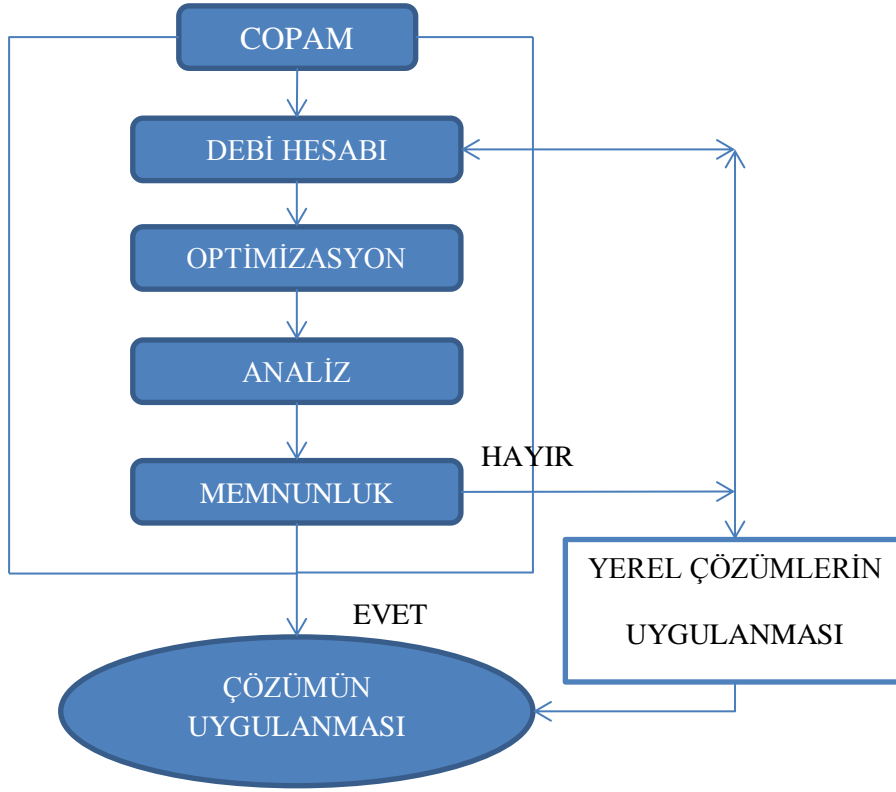 COPAM
DEBİ HESABI
OPTİMİZASYON
ANALİZ
HAYIR
MEMNUNLUK
YEREL ÇÖZÜMLERİN
UYGULANMASI
EVET
ÇÖZÜMÜN
UYGULANMASI